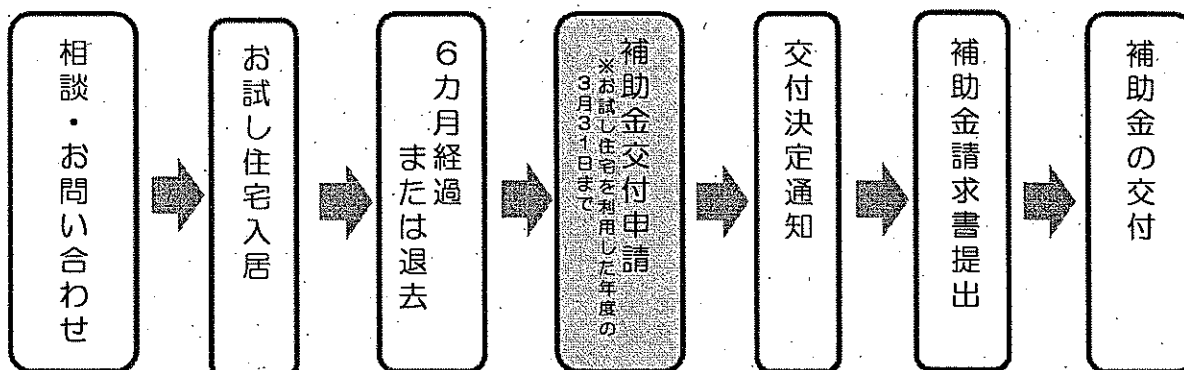 相談・お問い合わせ
お試し住宅入居
６カ月経過
または退去
補助金交付申請
※お試し住宅を利用した年度の
３月３１日まで、
交付決定通知
補助金請求書提出
補助金の交付